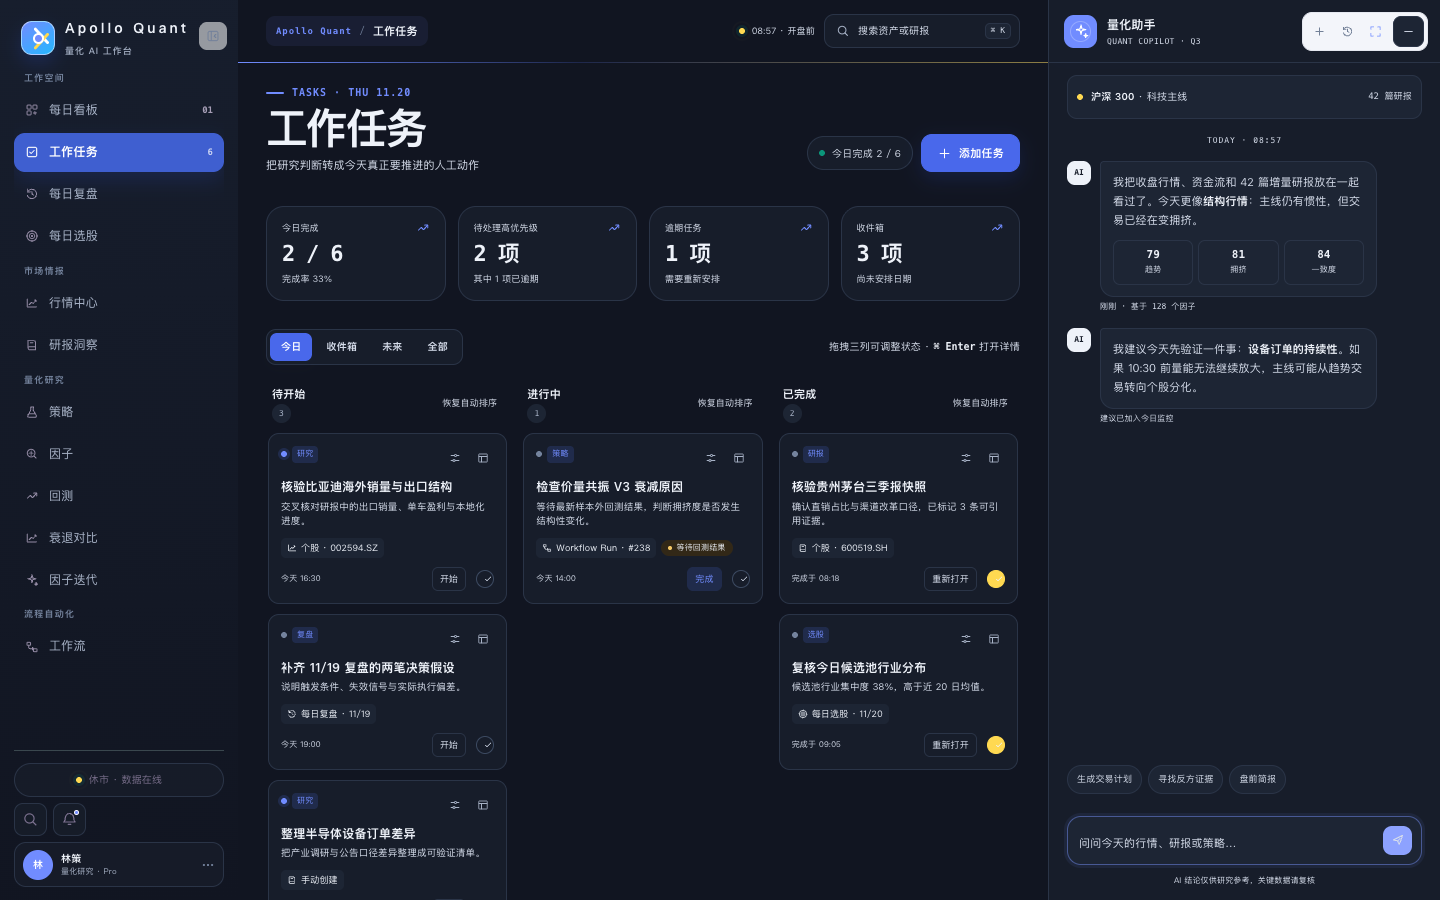 Apollo Quant
量化 AI 工作台
工作空间
每日看板 01
工作任务 6
每日复盘
每日选股
市场情报
行情中心
研报洞察
量化研究
策略
因子
回测
衰退对比
因子迭代
流程自动化
工作流
休市 · 数据在线
林
林策
量化研究 · Pro
Apollo Quant / 工作任务
08:57 · 开盘前
搜索资产或研报 ⌘ K
TASKS · THU 11.20
工作任务
把研究判断转成今天真正要推进的人工动作
今日完成 2 / 6
添加任务
今日完成
2 / 6
完成率 33%
待处理高优先级
2 项
其中 1 项已逾期
逾期任务
1 项
需要重新安排
收件箱
3 项
尚未安排日期
今日 收件箱 未来 全部
拖拽三列可调整状态 · ⌘ Enter 打开详情
待开始
3
恢复自动排序
研究
核验比亚迪海外销量与出口结构
交叉核对研报中的出口销量、单车盈利与本地化
进度。
个股 · 002594.SZ
今天 16:30 开始
复盘
补齐 11/19 复盘的两笔决策假设
说明触发条件、失效信号与实际执行偏差。
每日复盘 · 11/19
今天 19:00 开始
研究
整理半导体设备订单差异
把产业调研与公告口径差异整理成可验证清单。
手动创建
进行中
1
恢复自动排序
策略
检查价量共振 V3 衰减原因
等待最新样本外回测结果，判断拥挤度是否发生
结构性变化。
Workflow Run · #238 等待回测结果
今天 14:00 完成
已完成
2
恢复自动排序
研报
核验贵州茅台三季报快照
确认直销占比与渠道改革口径，已标记 3 条可引
用证据。
个股 · 600519.SH
完成于 08:18 重新打开
选股
复核今日候选池行业分布
候选池行业集中度 38%，高于近 20 日均值。
每日选股 · 11/20
完成于 09:05 重新打开
量化助手
QUANT COPILOT · Q3
沪深 300 · 科技主线 42 篇研报
TODAY · 08:57
AI
我把收盘行情、资金流和 42 篇增量研报放在一起
看过了。今天更像结构行情：主线仍有惯性，但交
易已经在变拥挤。
79 81 84
趋势 拥挤 一致度
刚刚 · 基于 128 个因子
AI
我建议今天先验证一件事：设备订单的持续性。如
果 10:30 前量能无法继续放大，主线可能从趋势交
易转向个股分化。
建议已加入今日监控
生成交易计划 寻找反方证据 盘前简报
问问今天的行情、研报或策略...
AI 结论仅供研究参考，关键数据请复核